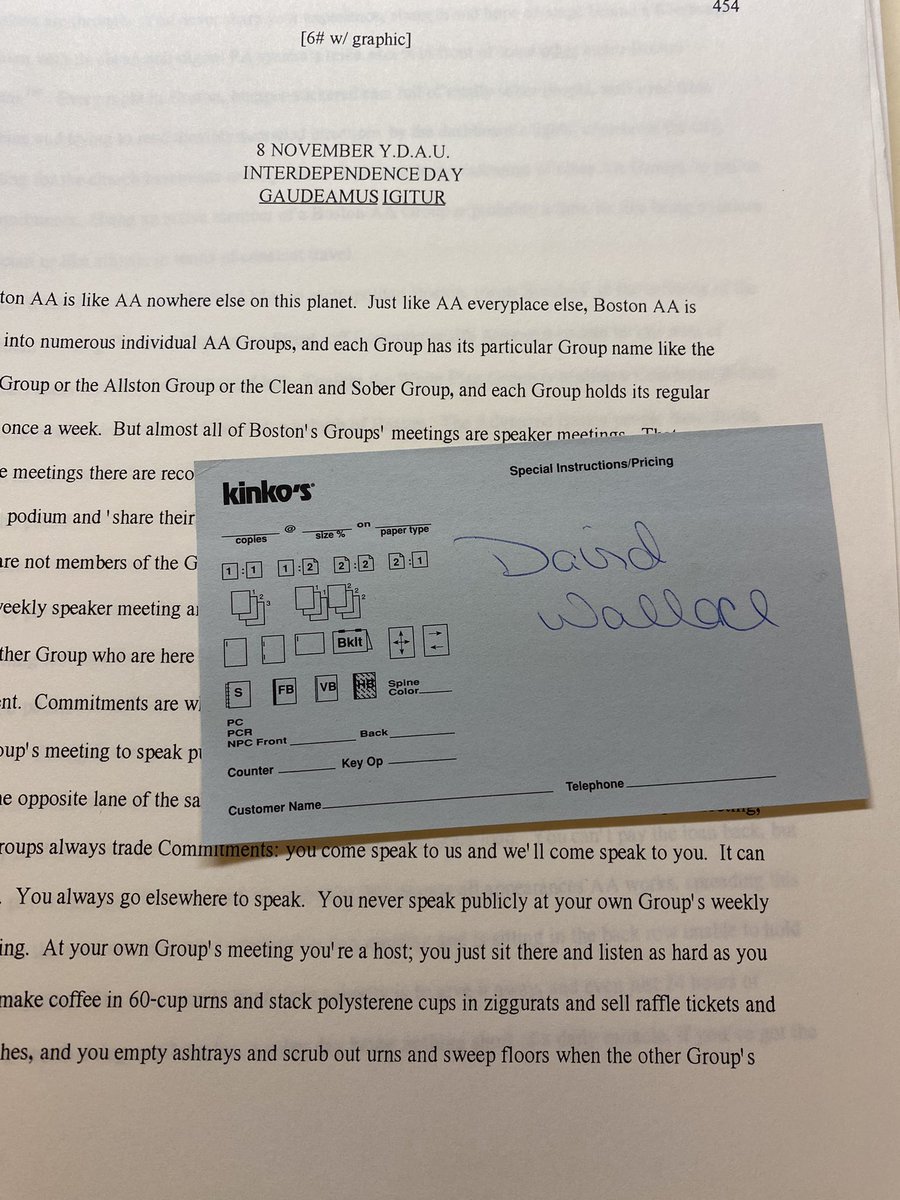 454
[6# w/ graphic]
8 NOVEMBER Y.D.A.U.
INTERDEPENDENCE DAY
GAUDEAMUS IGITUR
ton AA is like AA nowhere else on this planet. Just like AA everyplace else, Boston AA is
into numerous individual AA Groups, and each Group has its particular Group name like the
Group or the Allston Group or the Clean and Sober Group, and each Group holds its regular
once a week. But almost all of Boston's Groups' meetings are speaker meetings.
e meetings there are reco
podium and 'share their
are not members of the G
weekly speaker meeting a
ther Group who are here
ent. Commitments are w
oup's meeting to speak pu
he opposite lane of the sa
roups always trade Commitments: you come speak to us and we'll come speak to you. It can
. You always go elsewhere to speak. You never speak publicly at your own Group's weekly
ing. At your own Group's meeting you're a host; you just sit there and listen as hard as you
make coffee in 60-cup urns and stack polysterene cups in ziggurats and sell raffle tickets and
hes, and you empty ashtrays and scrub out urns and sweep floors when the other Group's
kinko's
Special Instructions/Pricing
copies @ size % on paper type
1:1 1:2 2:2 2:1
1 2 3 1 1 2 2
Bklt
S FB VB HB Spine Color
PC
PCR
NPC Front Back
Counter Key Op
Customer Name Telephone
David
Wallace